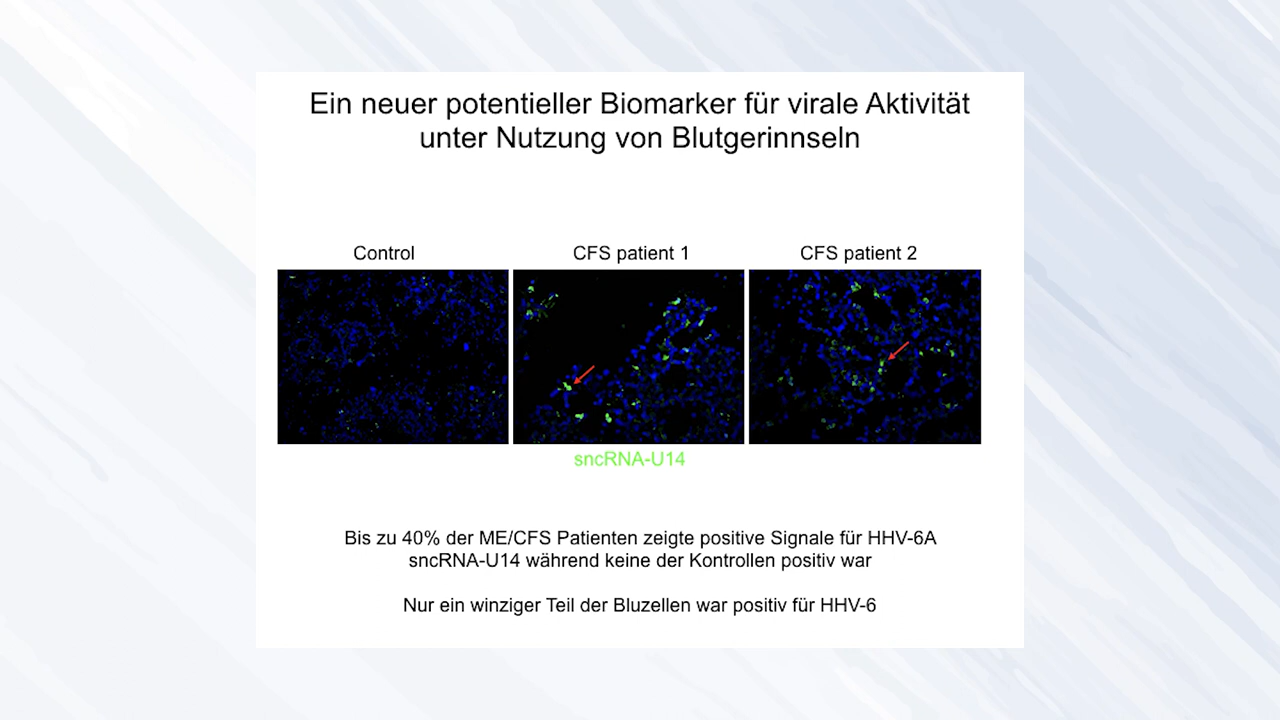 Ein neuer potentieller Biomarker für virale Aktivität
unter Nutzung von Blutgerinnseln
Control
CFS patient 1
CFS patient 2
sncRNA-U14
Bis zu 40% der ME/CFS Patienten zeigte positive Signale für HHV-6A
sncRNA-U14 während keine der Kontrollen positiv war
Nur ein winziger Teil der Bluzellen war positiv für HHV-6